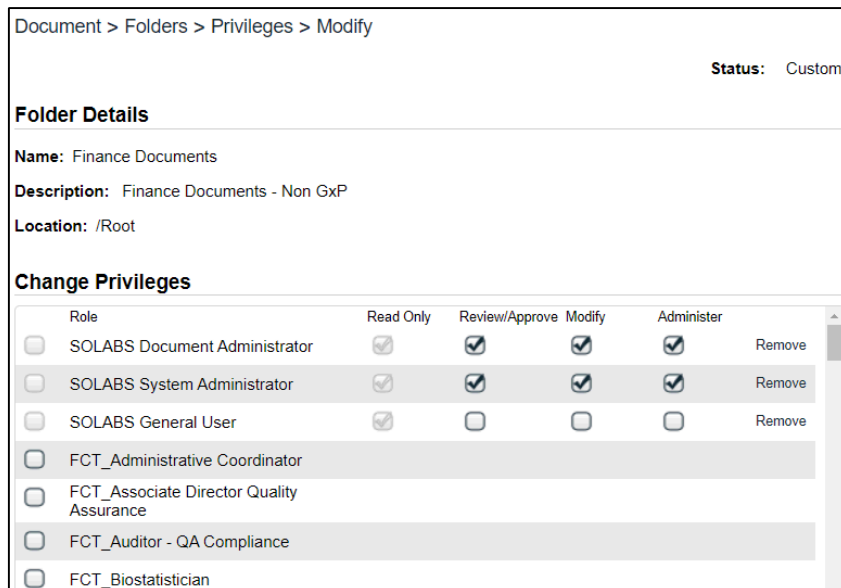 Document > Folders > Privileges > Modify
Status: Custom
Folder Details
Name: Finance Documents
Description: Finance Documents - Non GxP
Location: /Root
Change Privileges
Role Read Only Review/Approve Modify Administer
SOLABS Document Administrator Remove
SOLABS System Administrator Remove
SOLABS General User Remove
FCT_Administrative Coordinator
FCT_Associate Director Quality
Assurance
FCT_Auditor - QA Compliance
FCT_Biostatistician